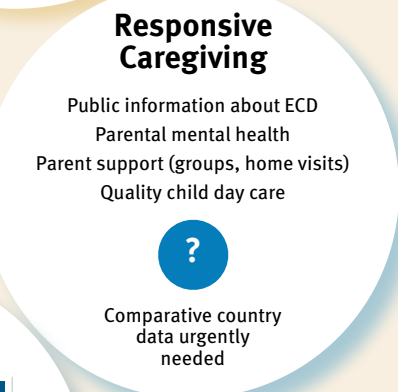 Responsive
Caregiving
Public information about ECD
Parental mental health
Parent support (groups, home visits)
Quality child day care
?
Comparative country
data urgently
needed